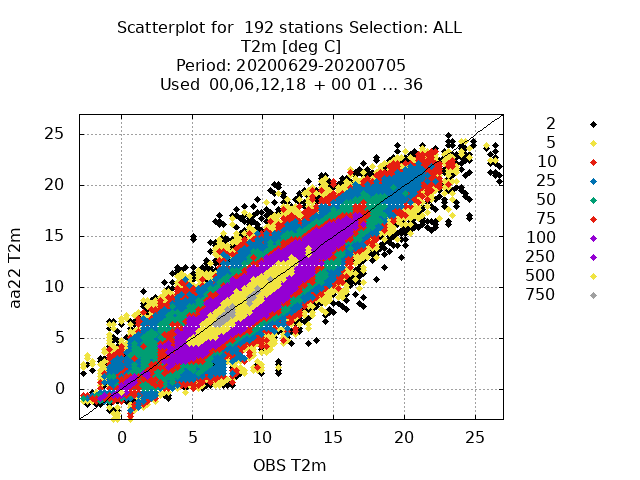 Scatterplot for 192 stations Selection: ALL
T2m [deg C]
Period: 20200629-20200705
Used 00,06,12,18 + 00 01 ... 36
25
20
15
10
5
0
aa22 T2m
0 5 10 15 20 25
OBS T2m
2
5
10
25
50
75
100
250
500
750